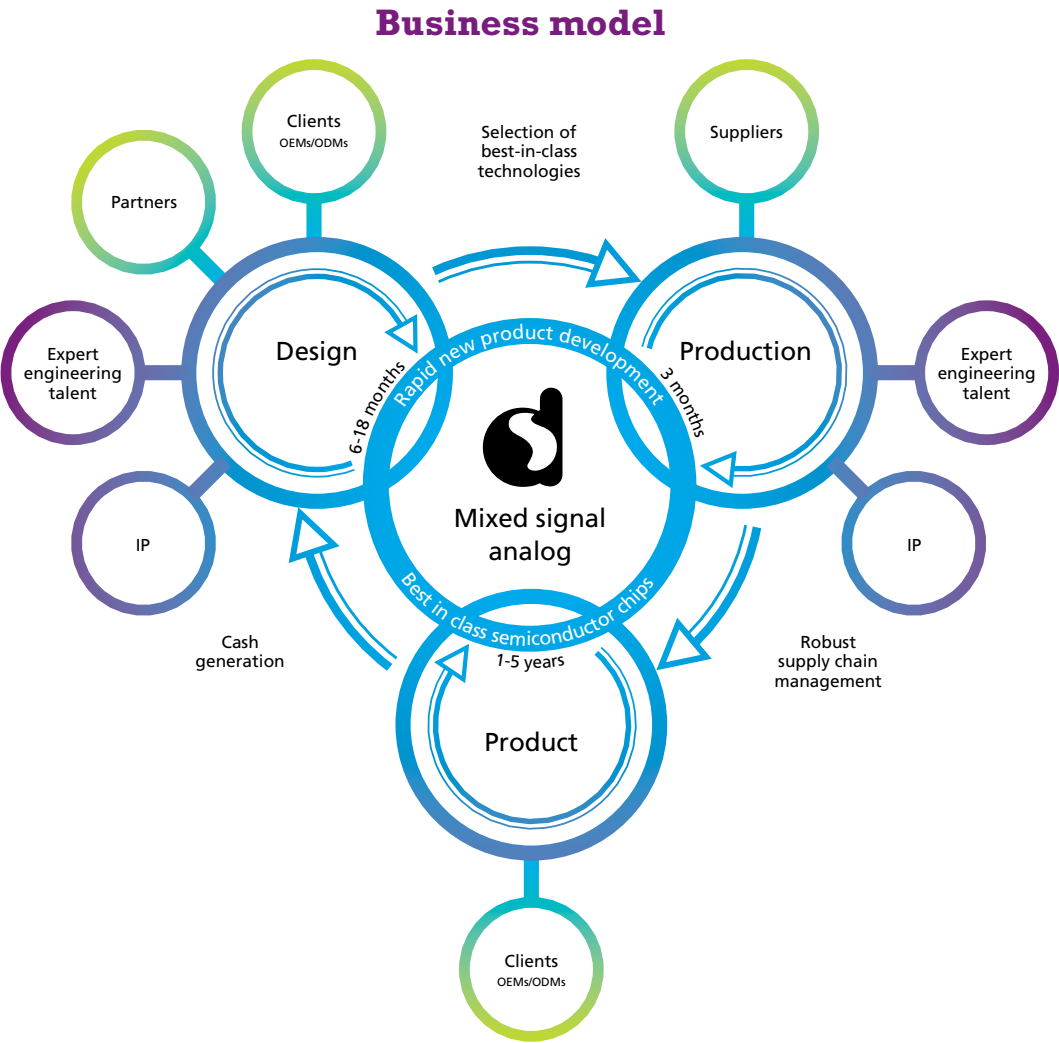 Business model
Clients
OEMs/ODMs
Selection of
best-in-class
technologies
Suppliers
Partners
Expert
engineering
talent
Design
6-18 months
Rapid new product development
Production
3 months
Expert
engineering
talent
Mixed signal
analog
IP
IP
Best in class semiconductor chips
Cash
generation
1-5 years
Robust
supply chain
management
Product
Clients
OEMs/ODMs